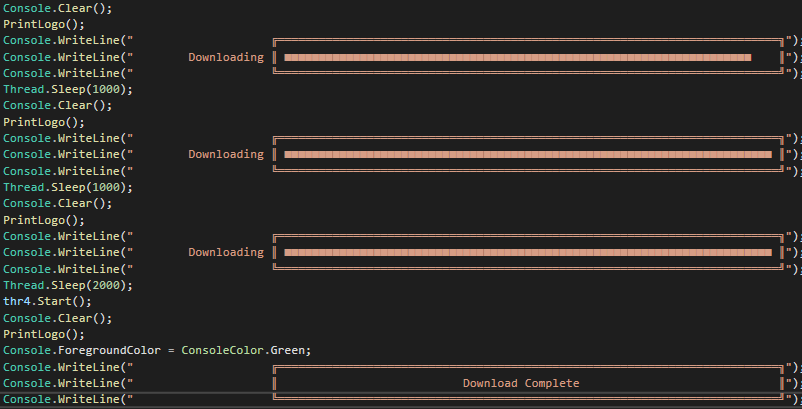 Console.Clear();
PrintLogo();
Console.WriteLine("                    ╔═════════════════════════════════════════════════════════════════════════╗");
Console.WriteLine("        Downloading ║ ■■■■■■■■■■■■■■■■■■■■■■■■■■■■■■■■■■■■■■■■■■■■■■■■■■■■■■■■■■■■■■■■■■■■    ║");
Console.WriteLine("                    ╚═════════════════════════════════════════════════════════════════════════╝");
Thread.Sleep(1000);
Console.Clear();
PrintLogo();
Console.WriteLine("                    ╔═════════════════════════════════════════════════════════════════════════╗");
Console.WriteLine("        Downloading ║ ■■■■■■■■■■■■■■■■■■■■■■■■■■■■■■■■■■■■■■■■■■■■■■■■■■■■■■■■■■■■■■■■■■■■■■■ ║");
Console.WriteLine("                    ╚═════════════════════════════════════════════════════════════════════════╝");
Thread.Sleep(1000);
Console.Clear();
PrintLogo();
Console.WriteLine("                    ╔═════════════════════════════════════════════════════════════════════════╗");
Console.WriteLine("        Downloading ║ ■■■■■■■■■■■■■■■■■■■■■■■■■■■■■■■■■■■■■■■■■■■■■■■■■■■■■■■■■■■■■■■■■■■■■■■ ║");
Console.WriteLine("                    ╚═════════════════════════════════════════════════════════════════════════╝");
Thread.Sleep(2000);
thr4.Start();
Console.Clear();
PrintLogo();
Console.ForegroundColor = ConsoleColor.Green;
Console.WriteLine("                    ╔═════════════════════════════════════════════════════════════════════════╗");
Console.WriteLine("                    ║                           Download Complete                             ║");
Console.WriteLine("                    ╚═════════════════════════════════════════════════════════════════════════╝");